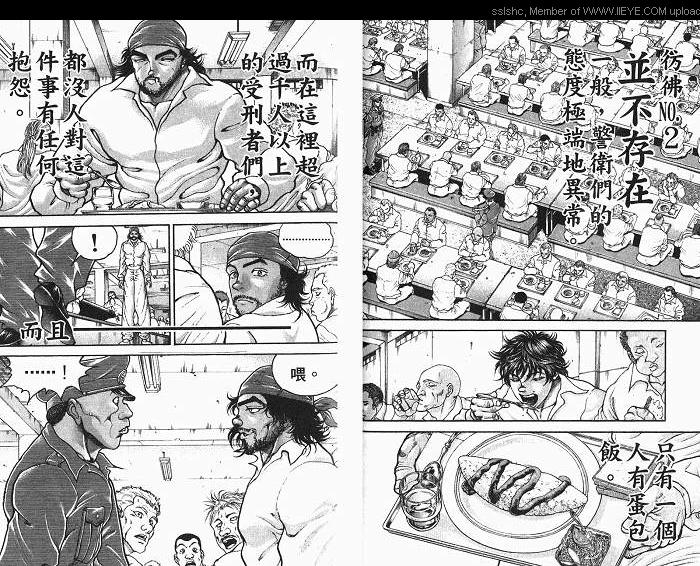 sslshc, Member of WWW.IIEYE.COM upload
彷彿NO.2
並不存在
一般，警衛們的
態度極端地異常。
只有一個
人有蛋包
飯。
而在這裡超
過千人以上
的受刑者們，
都沒人對這
件事有任何
抱怨。
…………
！
而且
喂。
……！